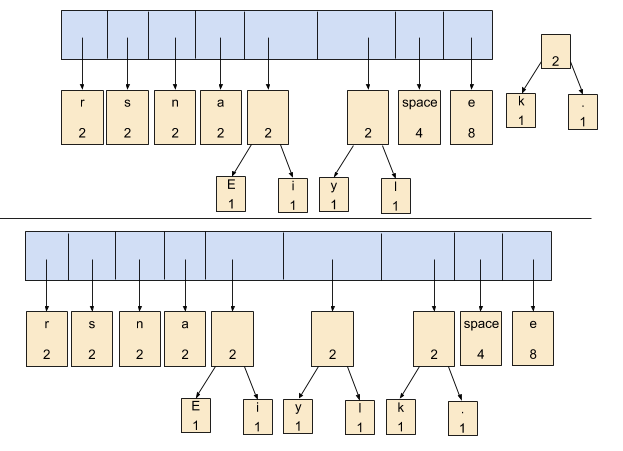 2
r s n a space e
2 2 2 2 2 2 4 8
k .
1 1
E i y l
1 1 1 1
r s n a space e
2 2 2 2 2 2 2 4 8
E i y l k .
1 1 1 1 1 1